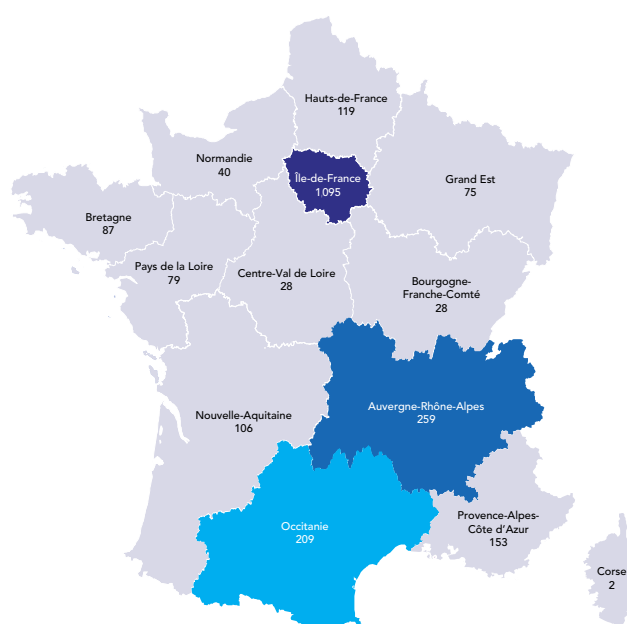 Hauts-de-France
119
Normandie
40
Île-de-France
1 095
Grand Est
75
Bretagne
87
Pays de la Loire
79
Centre-Val de Loire
28
Bourgogne-
Franche-Comté
28
Auvergne-Rhône-Alpes
259
Nouvelle-Aquitaine
106
Occitanie
209
Provence-Alpes-
Côte d’Azur
153
Corse
2